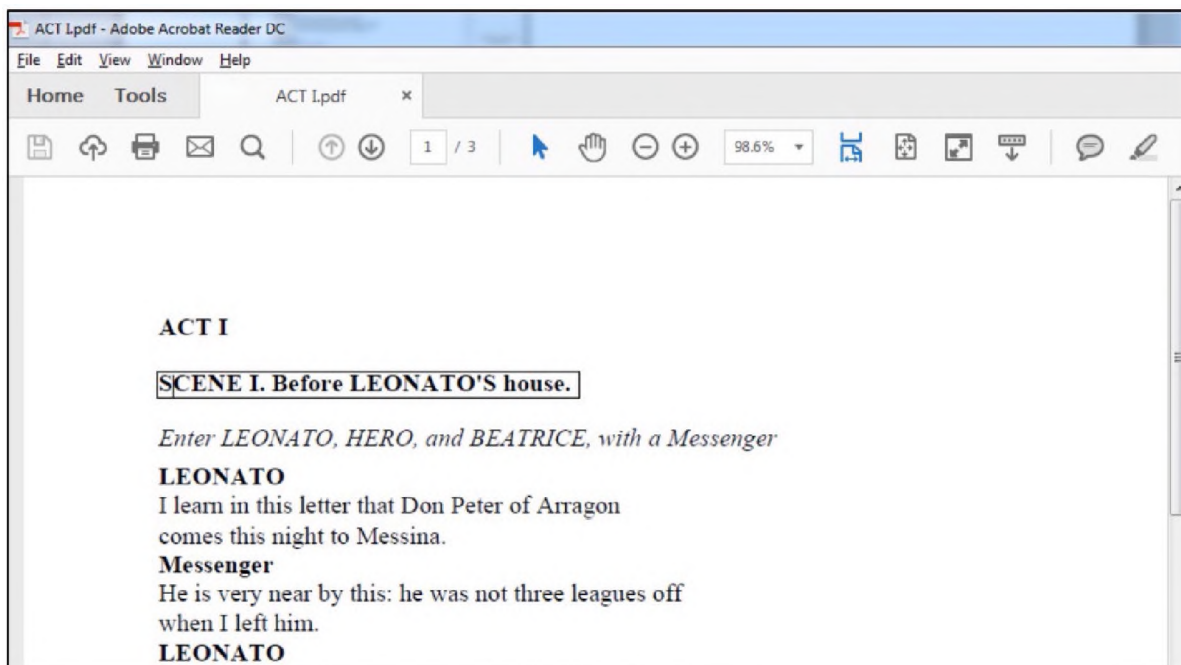 ACT I.pdf - Adobe Acrobat Reader DC
File Edit View Window Help
Home Tools ACT I.pdf ×
1 / 3 98.6%
ACT I
SCENE I. Before LEONATO'S house.
Enter LEONATO, HERO, and BEATRICE, with a Messenger
LEONATO
I learn in this letter that Don Peter of Arragon
comes this night to Messina.
Messenger
He is very near by this: he was not three leagues off
when I left him.
LEONATO